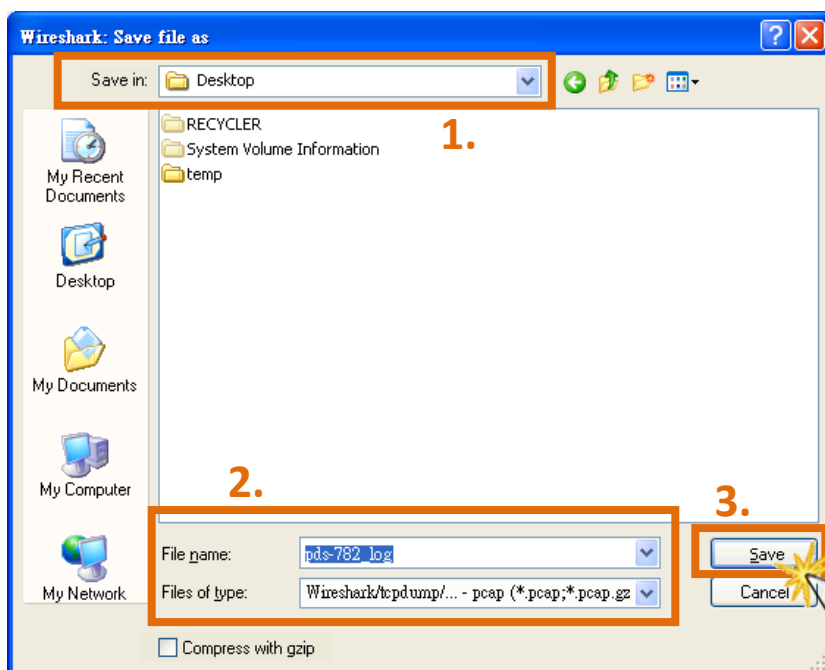 Wireshark: Save file as
Save in: Desktop
1.
RECYCLER
System Volume Information
temp
My Recent
Documents
Desktop
My Documents
My Computer
My Network
2.
3.
File name: pds-782_log
Save
Files of type: Wireshark/tcpdump/... - pcap (*.pcap;*.pcap.gz
Cancel
Compress with gzip